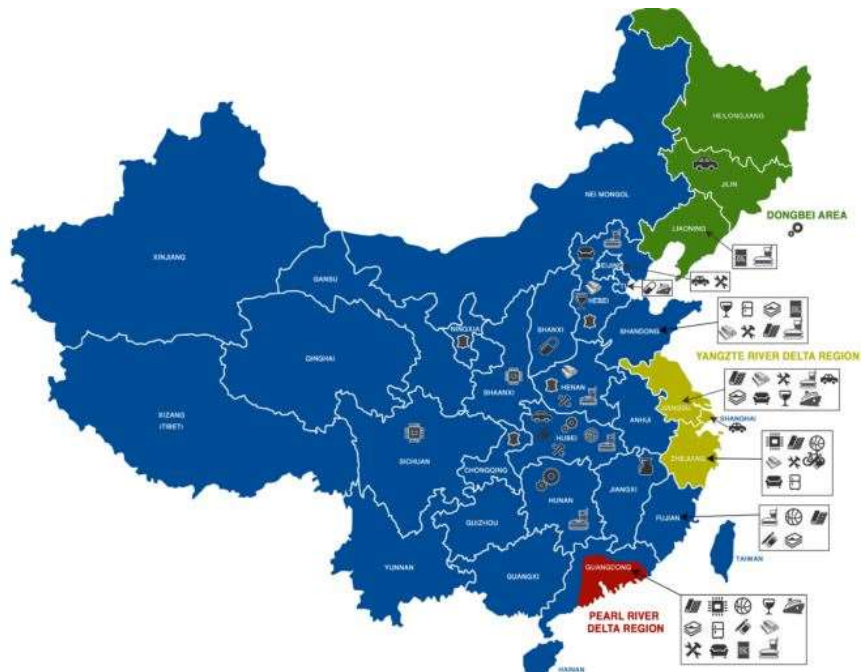 HEILONGJIANG
JILIN
NEI MONGOL
DONGBEI AREA
LIAONING
XINJIANG
GANSU
BEIJING
HEBEI
NINGXIA
SHANXI
SHANDONG
QINGHAI
YANGZTE RIVER DELTA REGION
SHAANXI
HENAN
JIANGSU
SHANGHAI
XIZANG
(TIBET)
ANHUI
HUBEI
SICHUAN
ZHEJIANG
CHONGQING
HUNAN
JIANGXI
GUIZHOU
FUJIAN
TAIWAN
YUNNAN
GUANGXI
GUANGDONG
PEARL RIVER
DELTA REGION
HAINAN